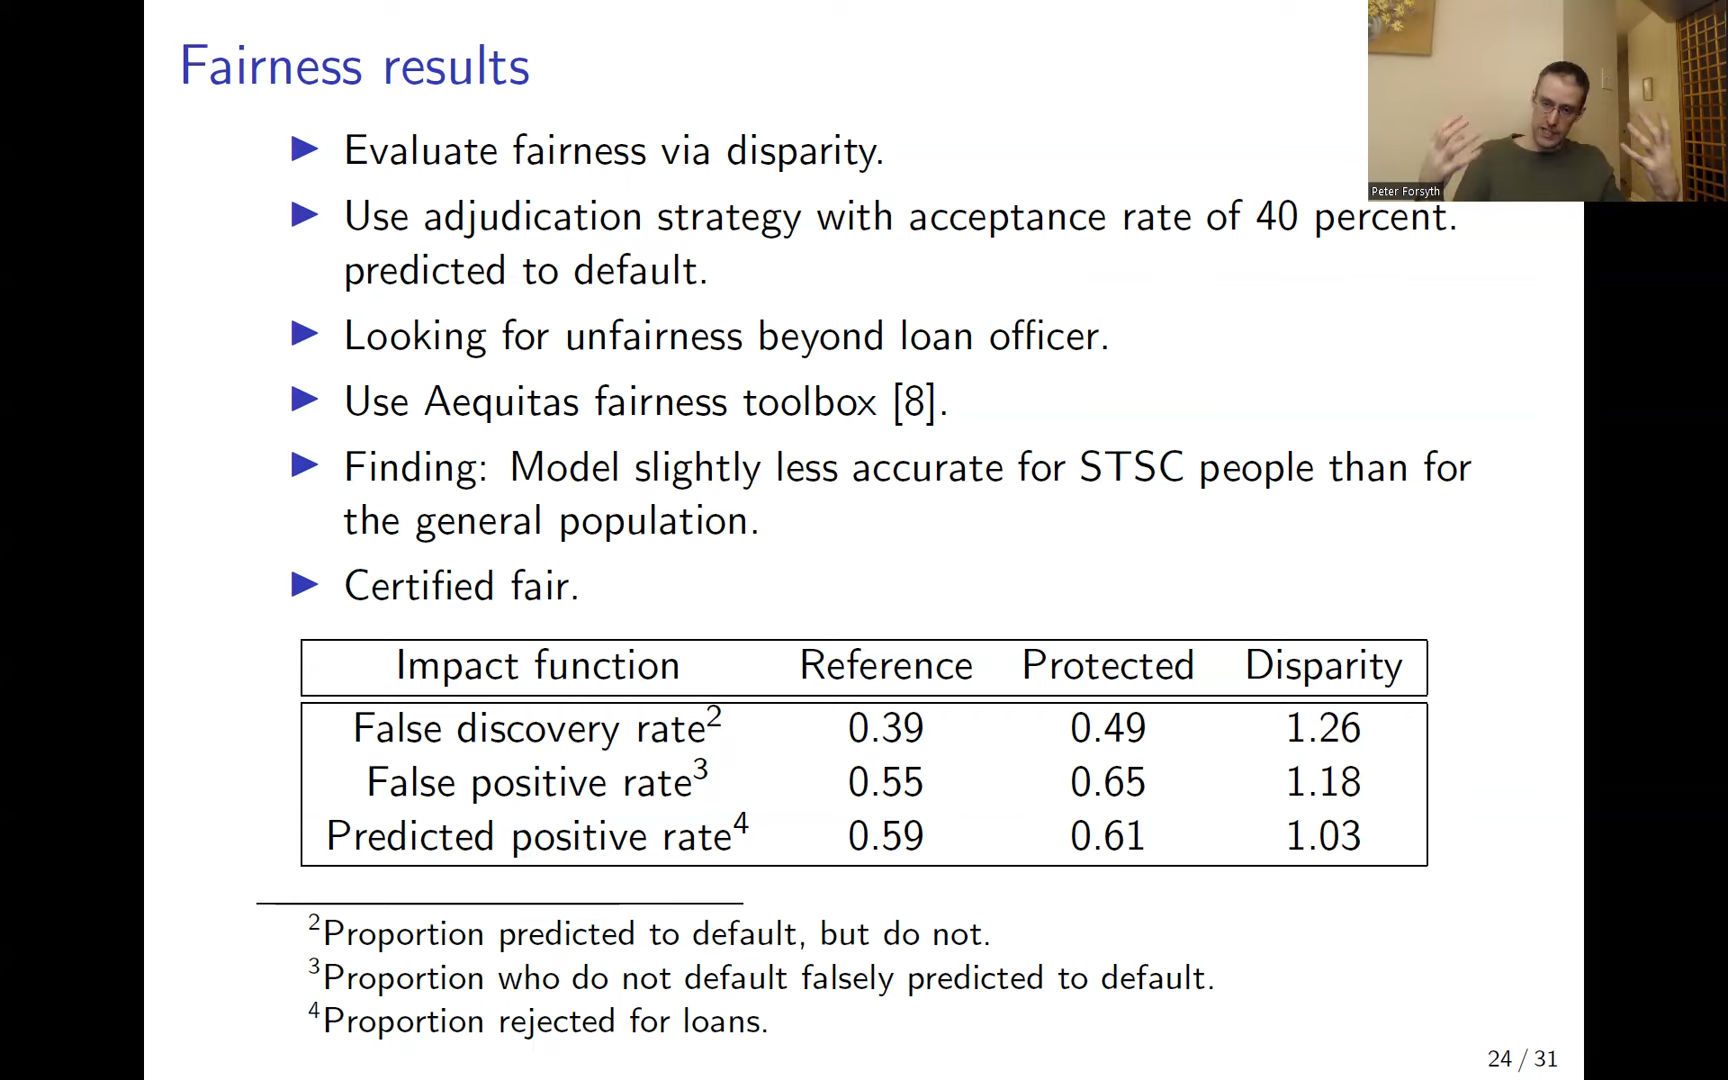 Fairness results
Peter Forsyth
▶ Evaluate fairness via disparity.
▶ Use adjudication strategy with acceptance rate of 40 percent.
predicted to default.
▶ Looking for unfairness beyond loan officer.
▶ Use Aequitas fairness toolbox [8].
▶ Finding: Model slightly less accurate for STSC people than for
the general population.
▶ Certified fair.
Impact function Reference Protected Disparity
False discovery rate² 0.39 0.49 1.26
False positive rate³ 0.55 0.65 1.18
Predicted positive rate⁴ 0.59 0.61 1.03
²Proportion predicted to default, but do not.
³Proportion who do not default falsely predicted to default.
⁴Proportion rejected for loans.
24 / 31